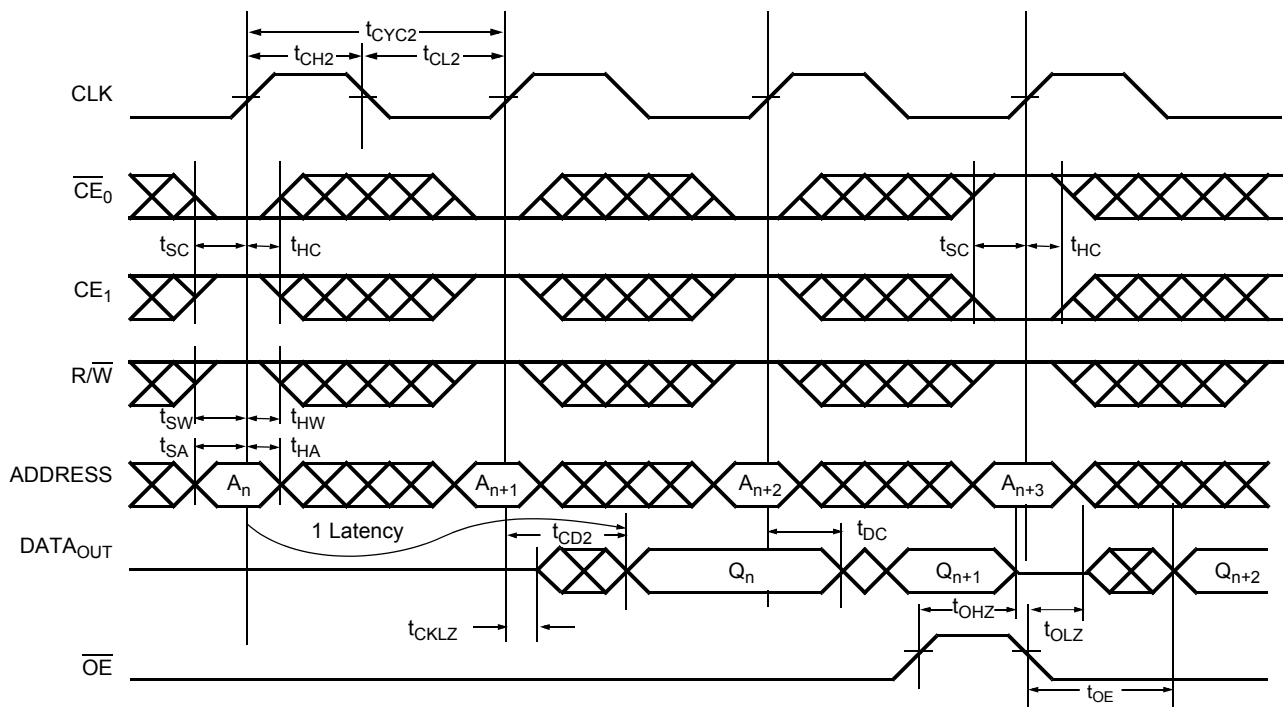 tCYC2
tCH2 tCL2
CLK
CE0
tSC tHC tSC tHC
CE1
R/W
tSW tHW
tSA tHA
ADDRESS An An+1 An+2 An+3
1 Latency tCD2 tDC
DATAOUT Qn Qn+1 Qn+2
tOHZ
tCKLZ tOLZ
OE
tOE